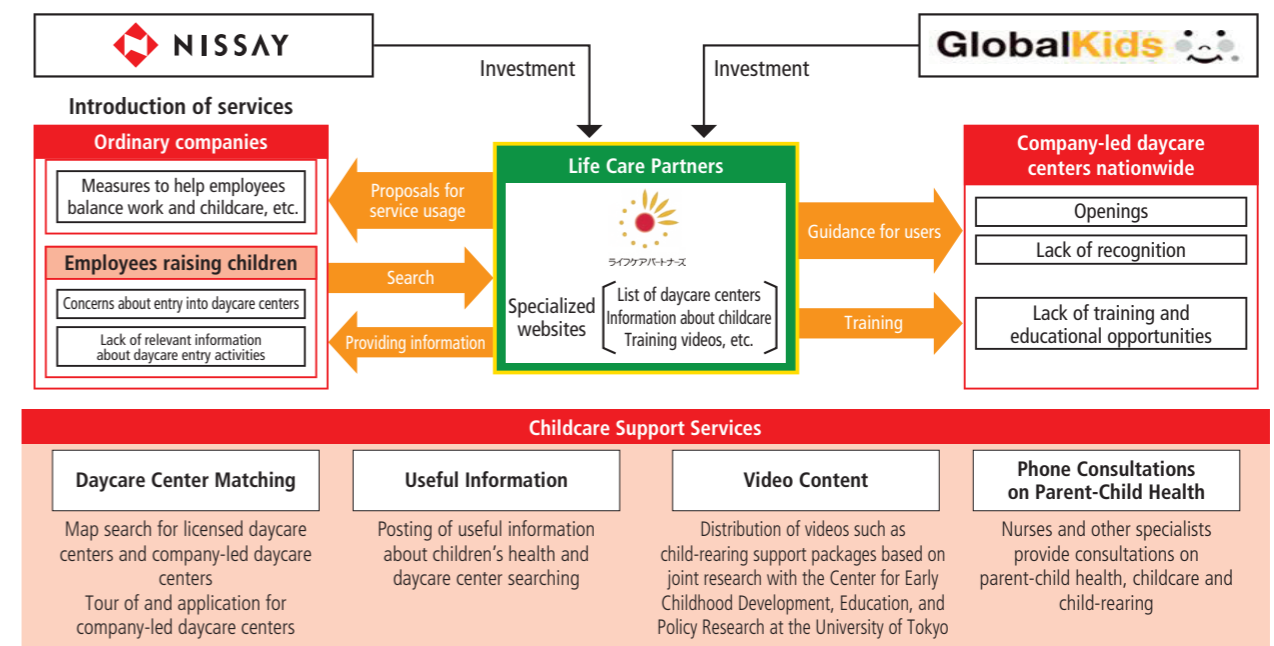 NISSAY
GlobalKids
Investment
Investment
Introduction of services
Ordinary companies
Measures to help employees
balance work and childcare, etc.
Employees raising children
Concerns about entry into daycare centers
Lack of relevant information
about daycare entry activities
Proposals for
service usage
Search
Providing information
Life Care Partners
ライフケアパートナーズ
Specialized
websites
List of daycare centers
Information about childcare
Training videos, etc.
Guidance for users
Training
Company-led daycare
centers nationwide
Openings
Lack of recognition
Lack of training and
educational opportunities
Childcare Support Services
Daycare Center Matching
Map search for licensed daycare
centers and company-led daycare
centers
Tour of and application for
company-led daycare centers
Useful Information
Posting of useful information
about children’s health and
daycare center searching
Video Content
Distribution of videos such as
child-rearing support packages based on
joint research with the Center for Early
Childhood Development, Education, and
Policy Research at the University of Tokyo
Phone Consultations
on Parent-Child Health
Nurses and other specialists
provide consultations on
parent-child health, childcare and
child-rearing